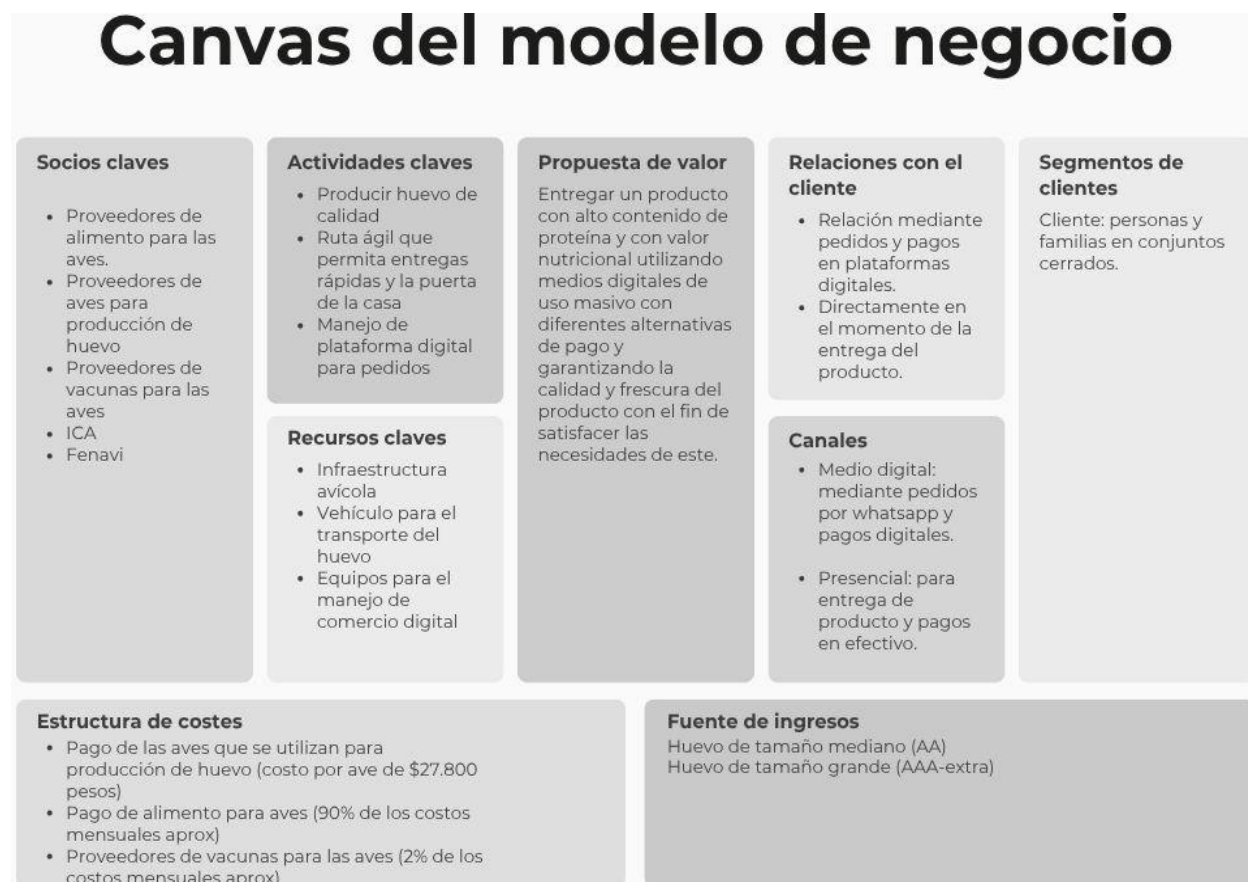 Canvas del modelo de negocio
Socios claves
• Proveedores de
alimento para las
aves.
• Proveedores de
aves para
producción de
huevo
• Proveedores de
vacunas para las
aves
• ICA
• Fenavi
Actividades claves
• Producir huevo de
calidad
• Ruta ágil que
permita entregas
rápidas y la puerta
de la casa
• Manejo de
plataforma digital
para pedidos
Recursos claves
• Infraestructura
avícola
• Vehículo para el
transporte del
huevo
• Equipos para el
manejo de
comercio digital
Propuesta de valor
Entregar un producto
con alto contenido de
proteína y con valor
nutricional utilizando
medios digitales de
uso masivo con
diferentes alternativas
de pago y
garantizando la
calidad y frescura del
producto con el fin de
satisfacer las
necesidades de este.
Relaciones con el
cliente
• Relación mediante
pedidos y pagos
en plataformas
digitales.
• Directamente en
el momento de la
entrega del
producto.
Canales
• Medio digital:
mediante pedidos
por whatsapp y
pagos digitales.
• Presencial: para
entrega de
producto y pagos
en efectivo.
Segmentos de
clientes
Cliente: personas y
familias en conjuntos
cerrados.
Estructura de costes
• Pago de las aves que se utilizan para
producción de huevo (costo por ave de $27.800
pesos)
• Pago de alimento para aves (90% de los costos
mensuales aprox)
• Proveedores de vacunas para las aves (2% de los
costos mensuales aprox)
Fuente de ingresos
Huevo de tamaño mediano (AA)
Huevo de tamaño grande (AAA-extra)